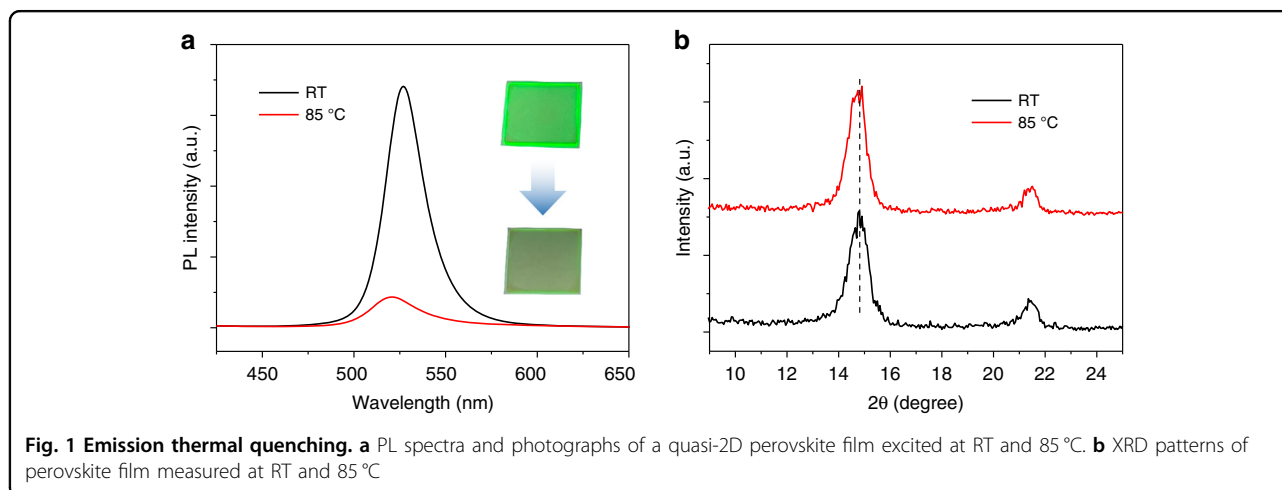 a
RT
85 °C
PL intensity (a.u.)
450
500
550
600
650
Wavelength (nm)
b
RT
85 °C
Intensity (a.u.)
10
12
14
16
18
20
22
24
2θ (degree)
Fig. 1 Emission thermal quenching. a PL spectra and photographs of a quasi-2D perovskite film excited at RT and 85 °C. b XRD patterns of
perovskite film measured at RT and 85 °C